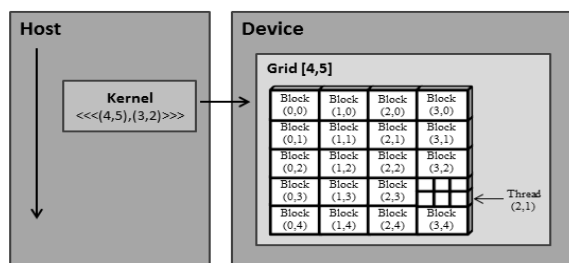 Host
Kernel
<<<(4,5),(3,2)>>>
Device
Grid [4,5]
Block
(0,0)
Block
(1,0)
Block
(2,0)
Block
(3,0)
Block
(0,1)
Block
(1,1)
Block
(2,1)
Block
(3,1)
Block
(0,2)
Block
(1,2)
Block
(2,2)
Block
(3,2)
Block
(0,3)
Block
(1,3)
Block
(2,3)
Thread
(2,1)
Block
(0,4)
Block
(1,4)
Block
(2,4)
Block
(3,4)